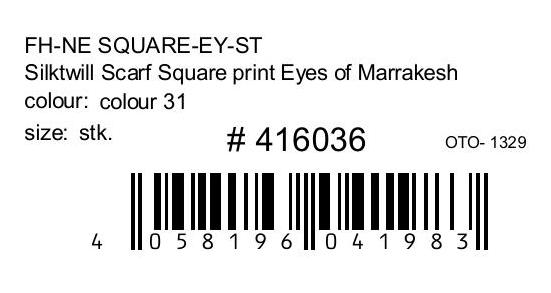 FH-NE SQUARE-EY-ST
Silktwill Scarf Square print Eyes of Marrakesh
colour: colour 31
size: stk.
# 416036
OTO- 1329
4 058196 041983